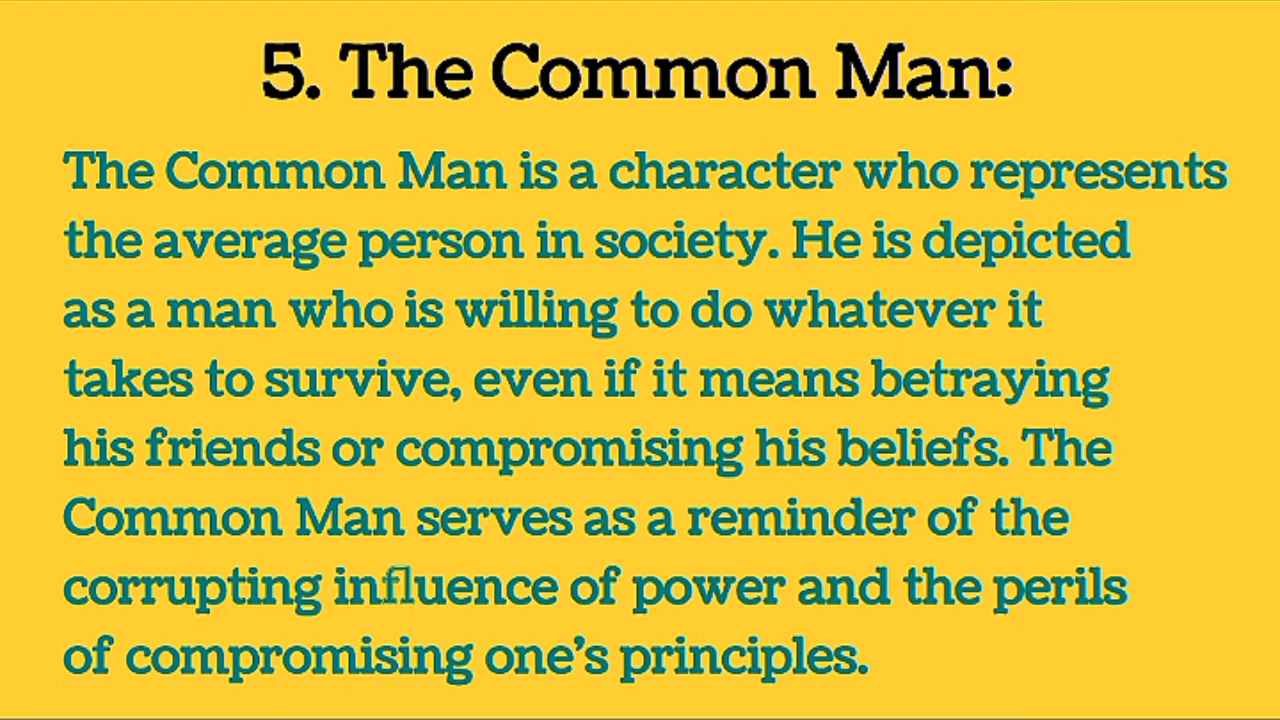 5. The Common Man:
The Common Man is a character who represents
the average person in society. He is depicted
as a man who is willing to do whatever it
takes to survive, even if it means betraying
his friends or compromising his beliefs. The
Common Man serves as a reminder of the
corrupting influence of power and the perils
of compromising one’s principles.